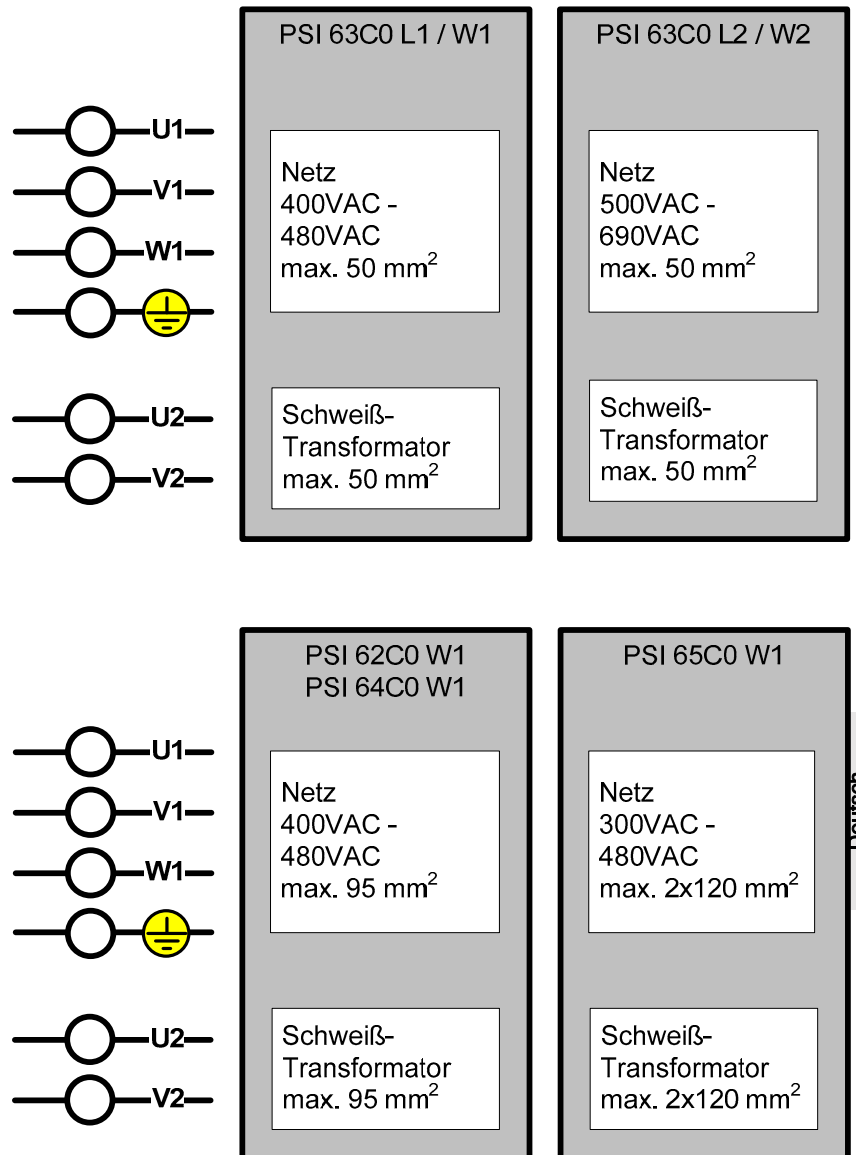 PSI 63C0 L1 / W1
PSI 63C0 L2 / W2
U1
V1
W1
Netz
400VAC -
480VAC
max. 50 mm²
Netz
500VAC -
690VAC
max. 50 mm²
U2
V2
Schweiß-
Transformator
max. 50 mm²
Schweiß-
Transformator
max. 50 mm²
PSI 62C0 W1
PSI 64C0 W1
PSI 65C0 W1
U1
V1
W1
Netz
400VAC -
480VAC
max. 95 mm²
Netz
300VAC -
480VAC
max. 2x120 mm²
Deutsch
U2
V2
Schweiß-
Transformator
max. 95 mm²
Schweiß-
Transformator
max. 2x120 mm²